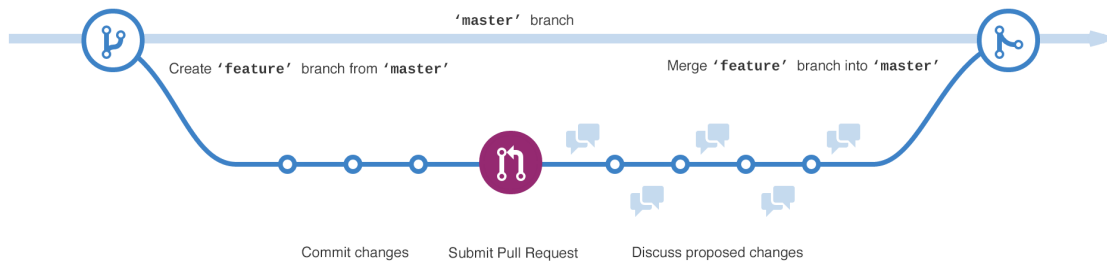 ‘master’ branch
Create ‘feature’ branch from ‘master’
Merge ‘feature’ branch into ‘master’
Commit changes
Submit Pull Request
Discuss proposed changes